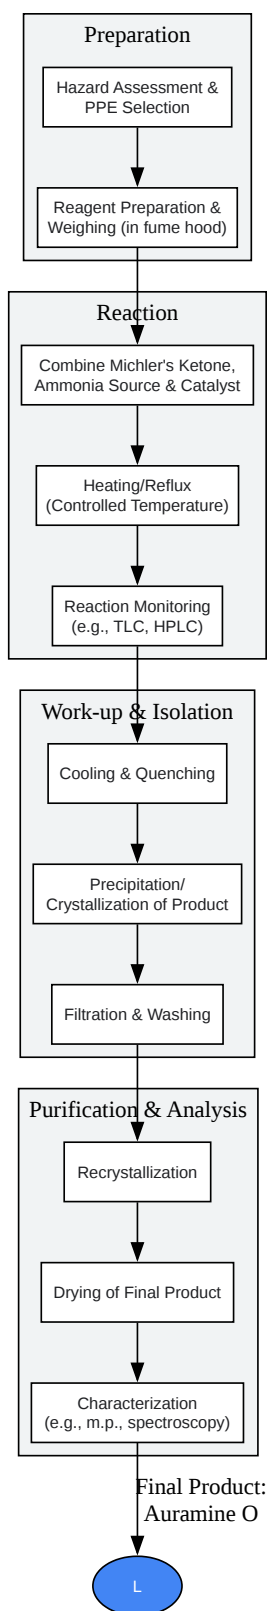 Preparation
Hazard Assessment &
PPE Selection
Reagent Preparation &
Weighing (in fume hood)
Reaction
Combine Michler's Ketone,
Ammonia Source & Catalyst
Heating/Reflux
(Controlled Temperature)
Reaction Monitoring
(e.g., TLC, HPLC)
Work-up & Isolation
Cooling & Quenching
Precipitation/
Crystallization of Product
Filtration & Washing
Purification & Analysis
Recrystallization
Drying of Final Product
Characterization
(e.g., m.p., spectroscopy)
Final Product:
Auramine O
L